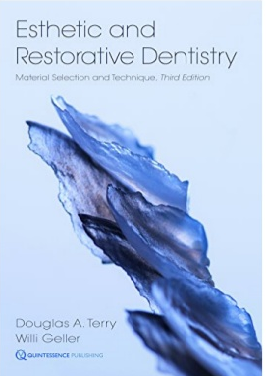 Esthetic and
Restorative Dentistry
Material Selection and Technique, Third Edition
Douglas A. Terry
Willi Geller
QUINTESSENCE PUBLISHING